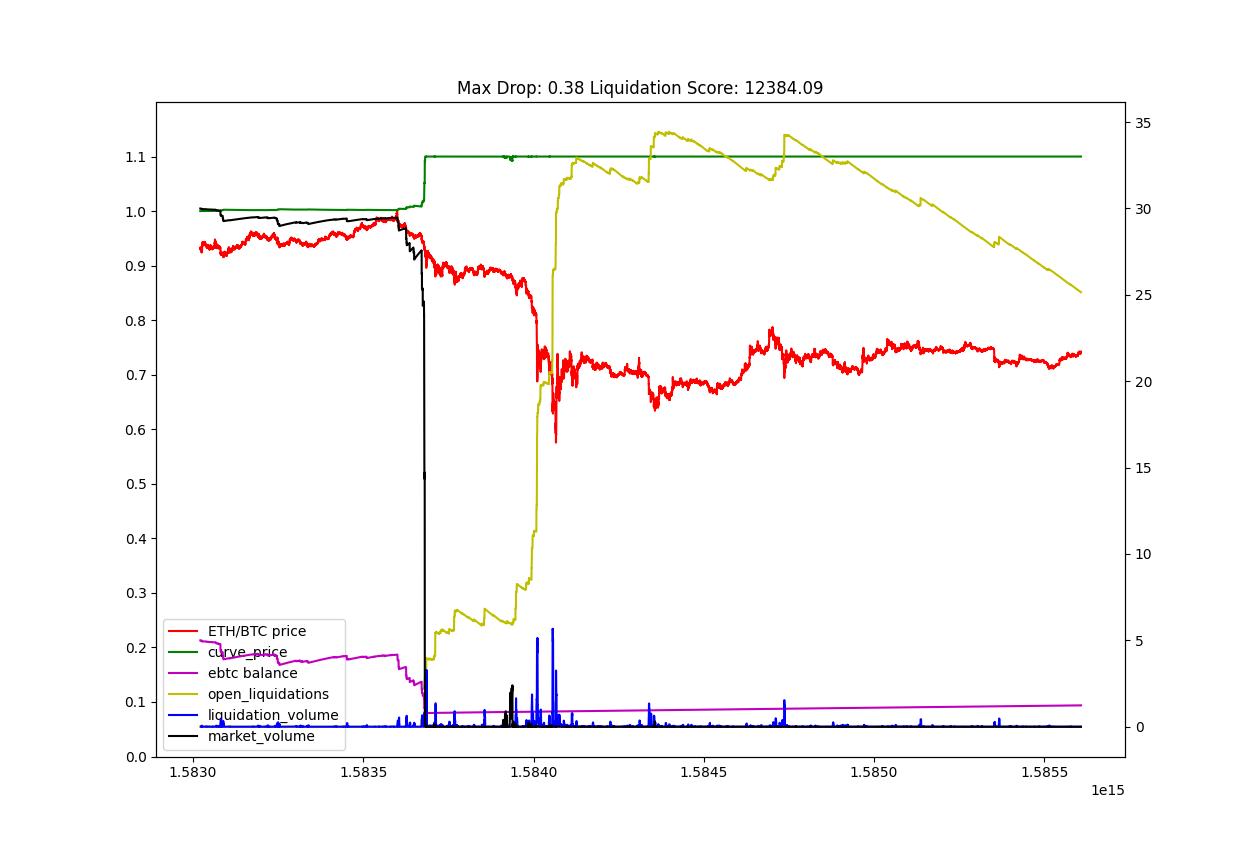 Max Drop: 0.38 Liquidation Score: 12384.09
1.1
1.0
0.9
0.8
0.7
0.6
0.5
0.4
0.3
0.2
0.1
0.0
35
30
25
20
15
10
5
0
ETH/BTC price
curve_price
ebtc balance
open_liquidations
liquidation_volume
market_volume
1.5830 1.5835 1.5840 1.5845 1.5850 1.5855
1e15